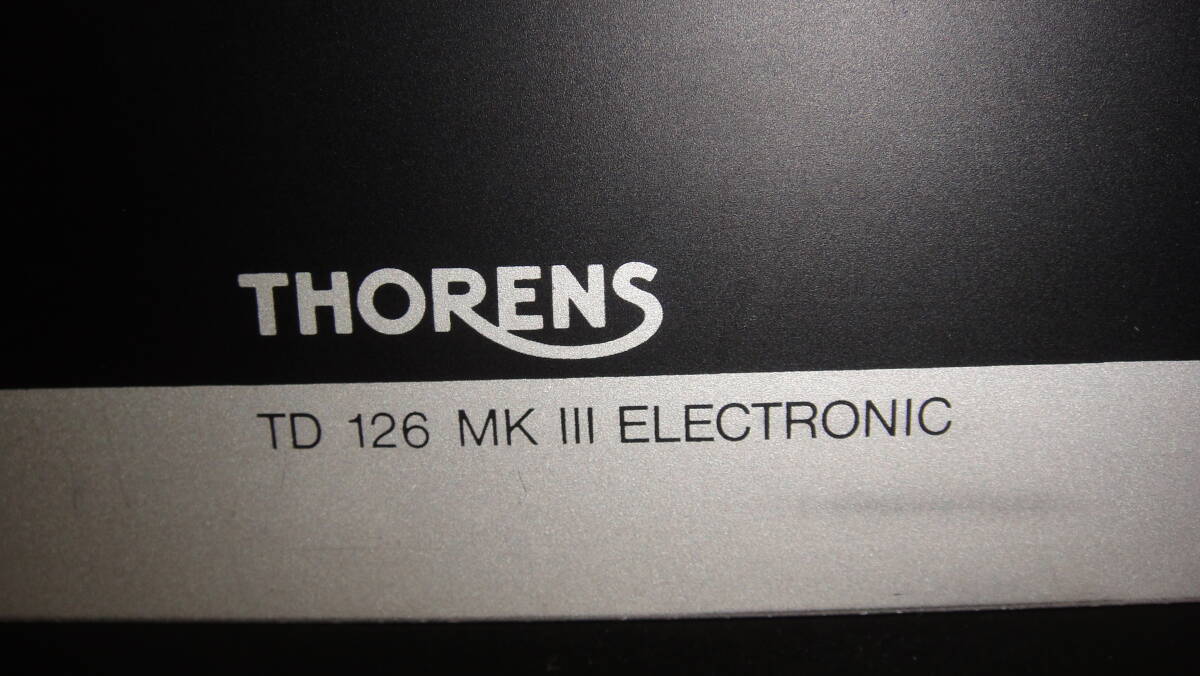 THORENS
TD 126 MK III ELECTRONIC